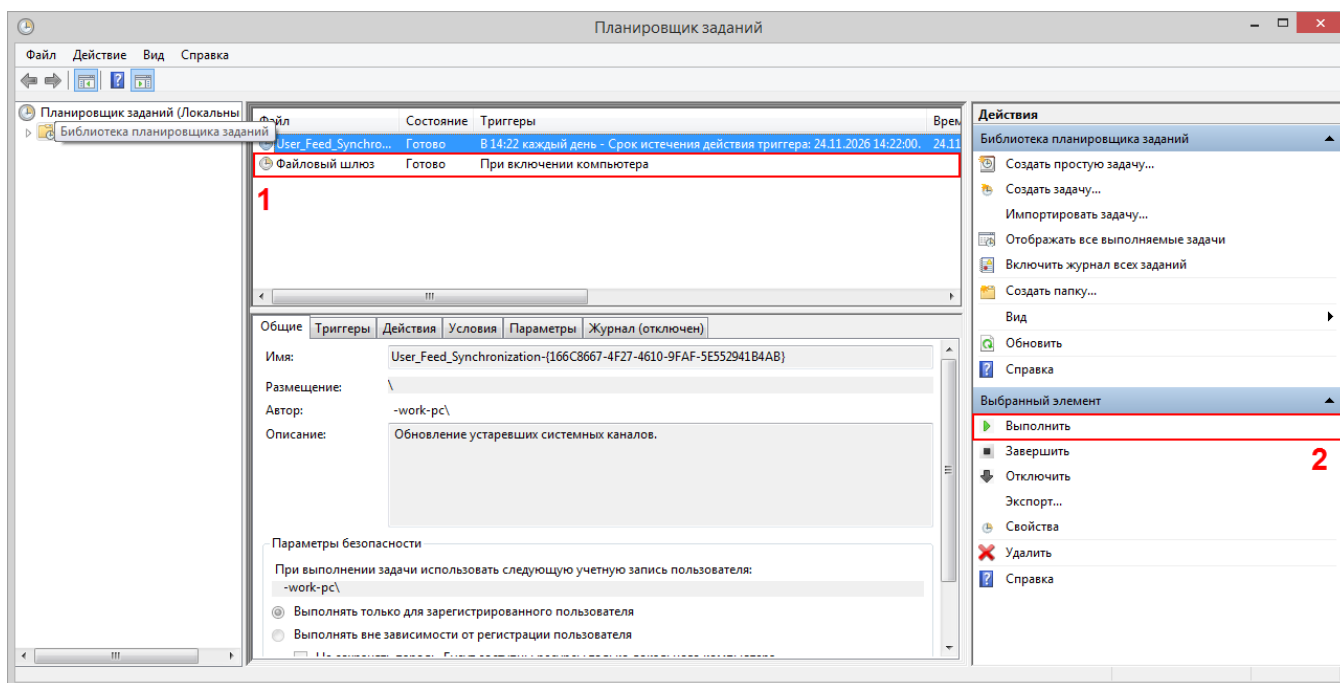 Планировщик заданий
Файл Действие Вид Справка
Планировщик заданий (Локальны
Библиотека планировщика заданий
Файл Состояние Триггеры Врем
User_Feed_Synchro... Готово В 14:22 каждый день - Срок истечения действия триггера: 24.11.2026 14:22:00. 24.11
Файловый шлюз Готово При включении компьютера
1
Общие Триггеры Действия Условия Параметры Журнал (отключен)
Имя: User_Feed_Synchronization-{166C8667-4F27-4610-9FAF-5E552941B4AB}
Размещение: \
Автор: -work-pc\
Описание: Обновление устаревших системных каналов.
Параметры безопасности
При выполнении задачи использовать следующую учетную запись пользователя:
-work-pc\
Выполнять только для зарегистрированного пользователя
Выполнять вне зависимости от регистрации пользователя
Действия
Библиотека планировщика заданий
Создать простую задачу...
Создать задачу...
Импортировать задачу...
Отображать все выполняемые задачи
Включить журнал всех заданий
Создать папку...
Вид
Обновить
Справка
Выбранный элемент
Выполнить
2
Завершить
Отключить
Экспорт...
Свойства
Удалить
Справка